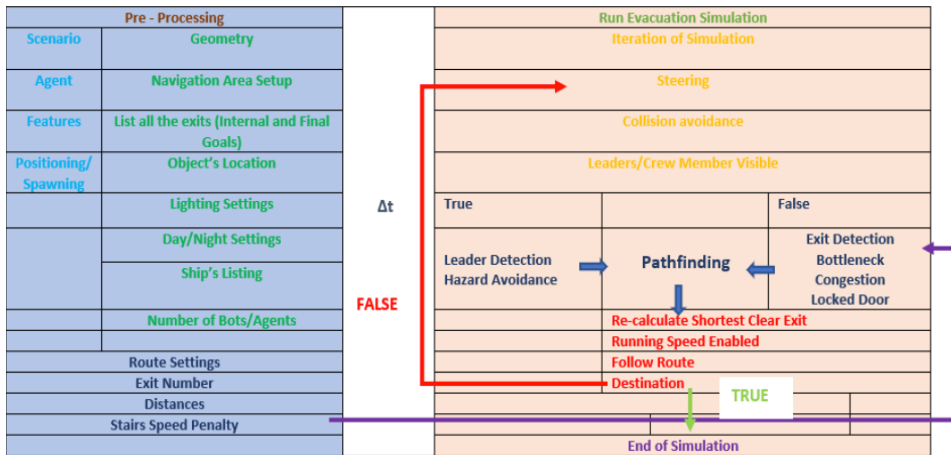 Pre - Processing
Scenario
Geometry
Agent
Navigation Area Setup
Features
List all the exits (Internal and Final
Goals)
Positioning/
Spawning
Object's Location
Lighting Settings
Day/Night Settings
Ship's Listing
Number of Bots/Agents
Route Settings
Exit Number
Distances
Stairs Speed Penalty
Δt
FALSE
Run Evacuation Simulation
Iteration of Simulation
Steering
Collision avoidance
Leaders/Crew Member Visible
True
False
Leader Detection
Hazard Avoidance
Pathfinding
Exit Detection
Bottleneck
Congestion
Locked Door
Re-calculate Shortest Clear Exit
Running Speed Enabled
Follow Route
Destination
TRUE
End of Simulation